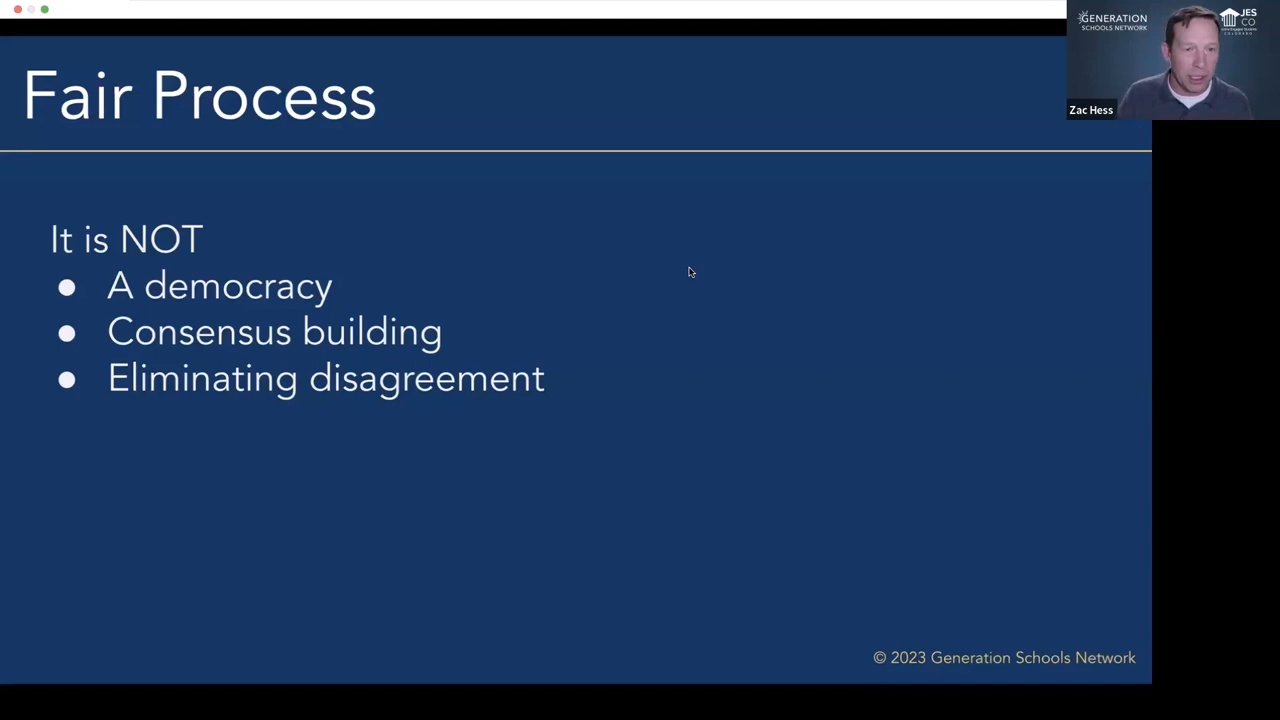 Fair Process
It is NOT
● A democracy
● Consensus building
● Eliminating disagreement
© 2023 Generation Schools Network
GENERATION
SCHOOLS NETWORK
JES
CO
COLORADO
Zac Hess